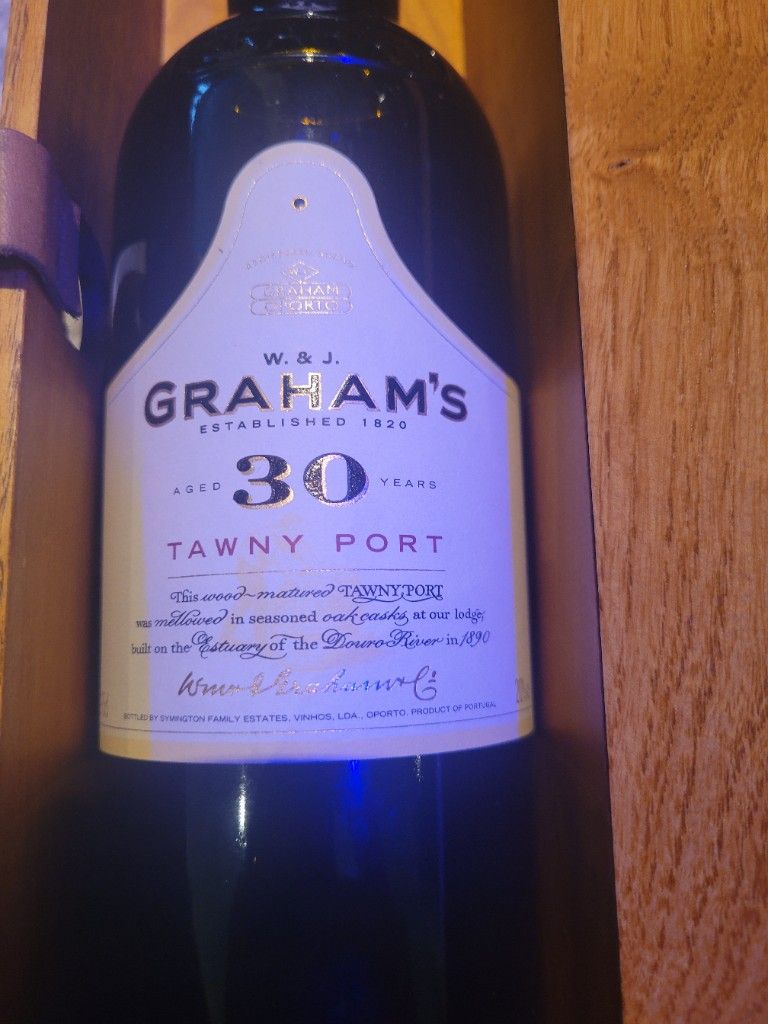 GRAHAM
OPORTO
W. & J.
GRAHAM'S
ESTABLISHED 1820
AGED 30 YEARS
TAWNY PORT
This wood~matured TAWNY PORT
was mellowed in seasoned oak casks, at our lodge,
built on the Estuary of the Douro River in 1890
BOTTLED BY SYMINGTON FAMILY ESTATES, VINHOS, LDA., OPORTO. PRODUCT OF PORTUGAL